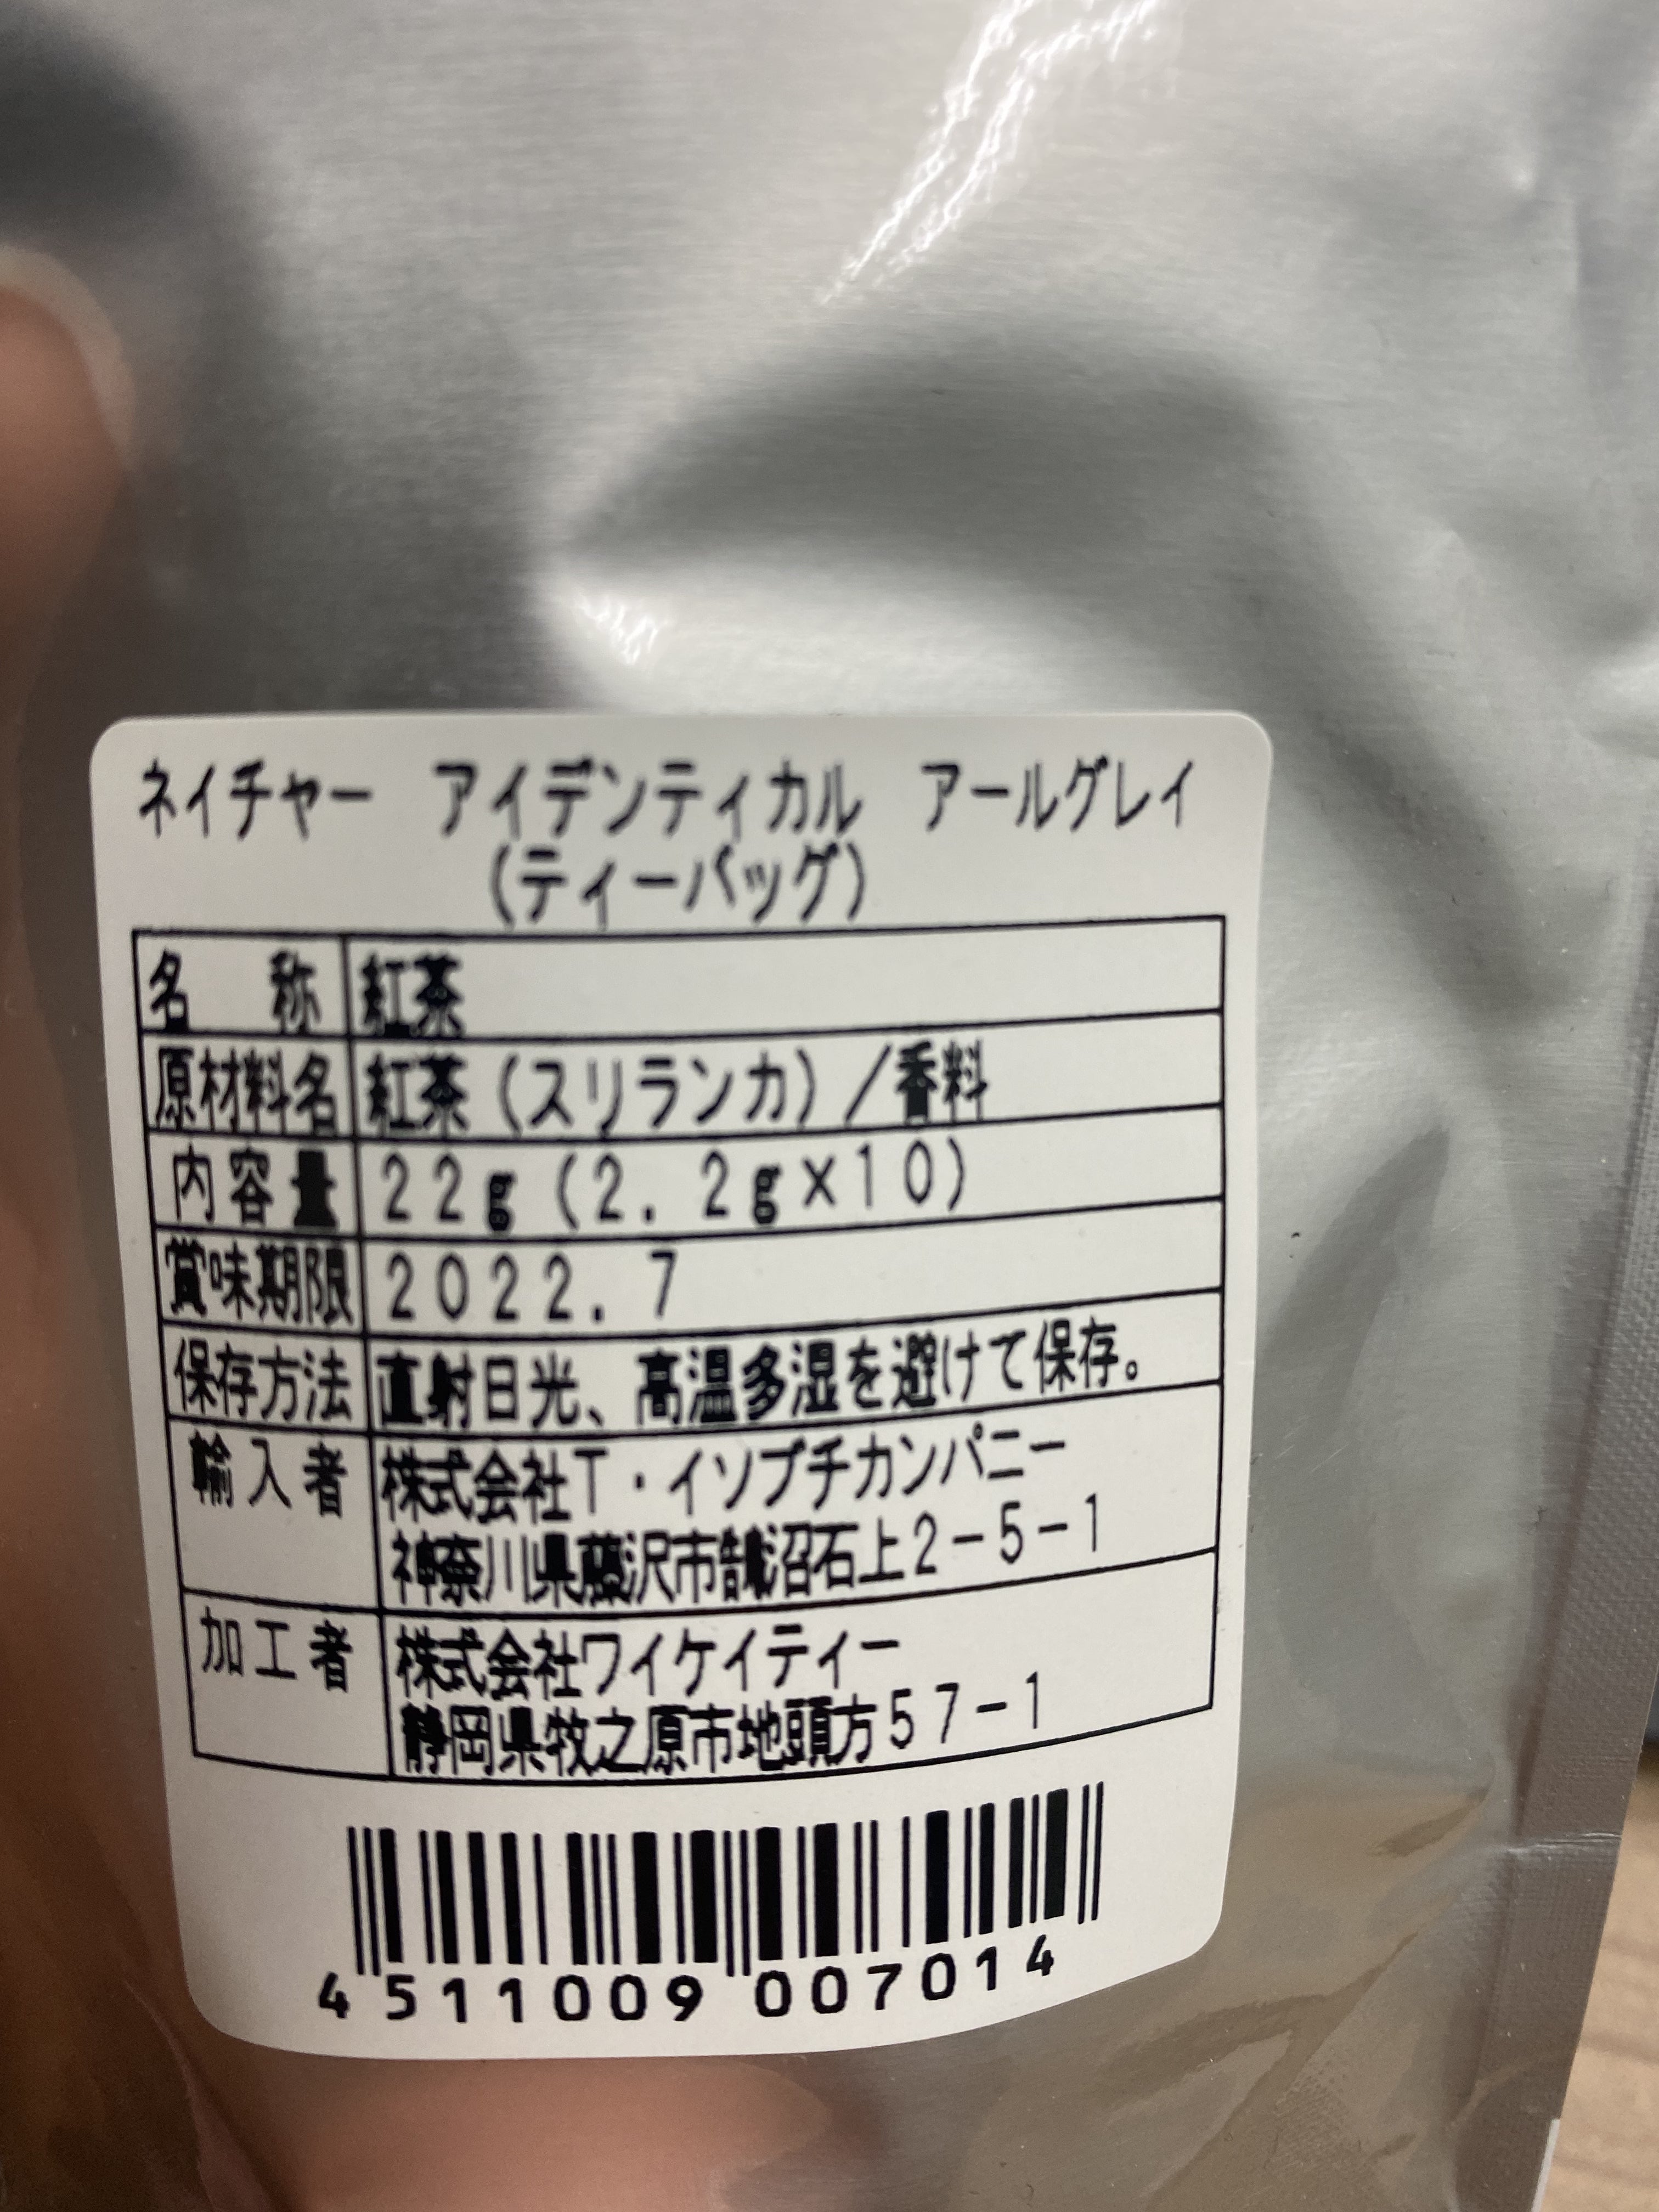 ネイチャー　アイデンティカル　アールグレイ
(ティーバッグ)
名　称 紅茶
原材料名 紅茶（スリランカ）／香料
内容量 22g（2．2g×10）
賞味期限 2022．7
保存方法 直射日光、高温多湿を避けて保存。
輸入者 株式会社T・イソブチカンパニー
神奈川県藤沢市鵠沼石上2-5-1
加工者 株式会社ワイケイティー
静岡県牧之原市地頭方57-1
4511009007014